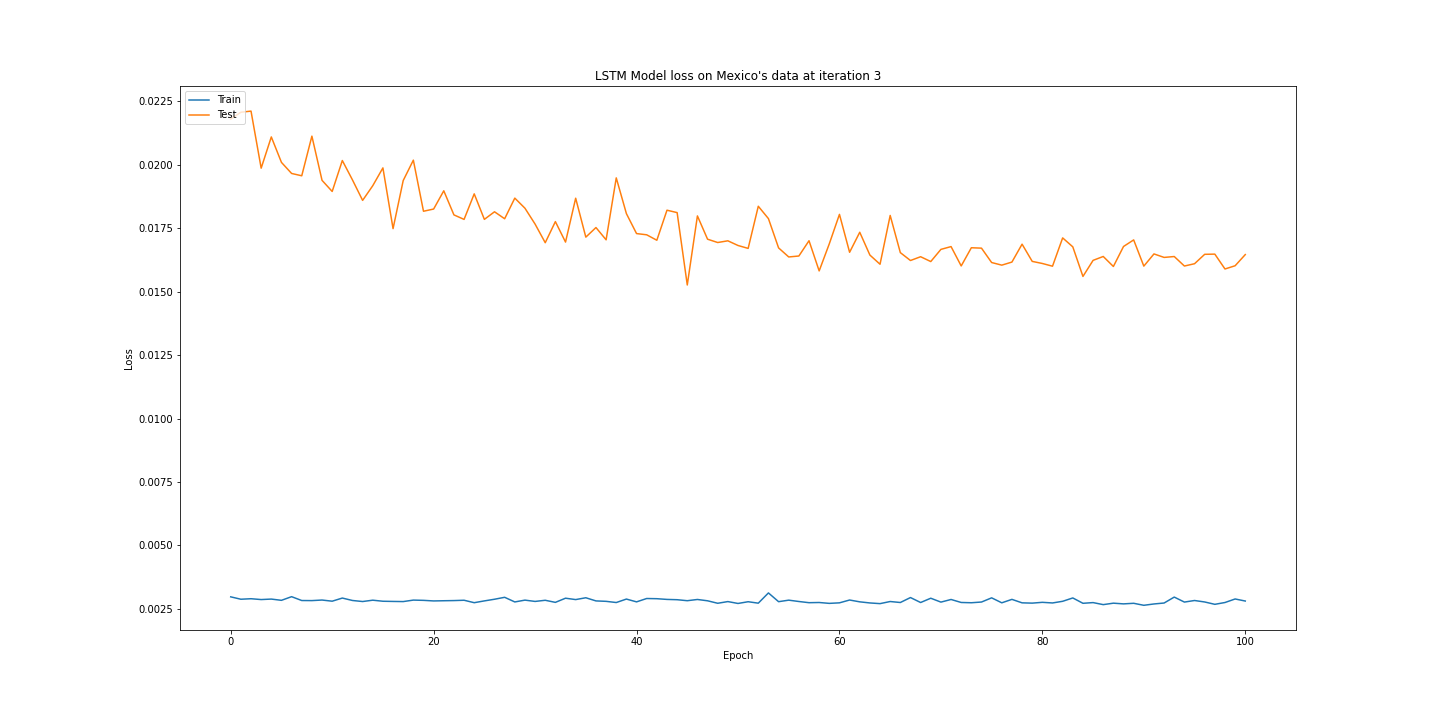 LSTM Model loss on Mexico's data at iteration 3
Train
Test
0.0225
0.0200
0.0175
0.0150
0.0125
0.0100
0.0075
0.0050
0.0025
Loss
0 20 40 60 80 100
Epoch